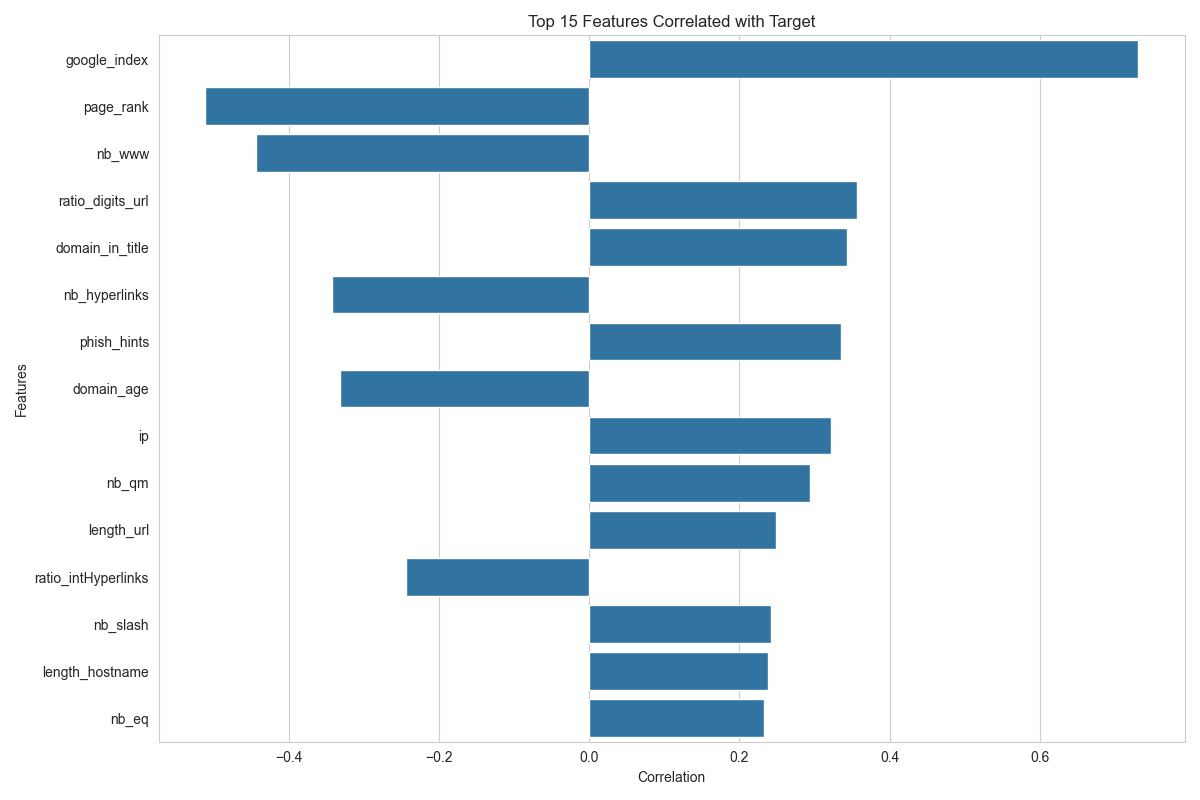 Top 15 Features Correlated with Target
google_index
page_rank
nb_www
ratio_digits_url
domain_in_title
nb_hyperlinks
phish_hints
domain_age
ip
nb_qm
length_url
ratio_intHyperlinks
nb_slash
length_hostname
nb_eq
Features
−0.4 −0.2 0.0 0.2 0.4 0.6
Correlation